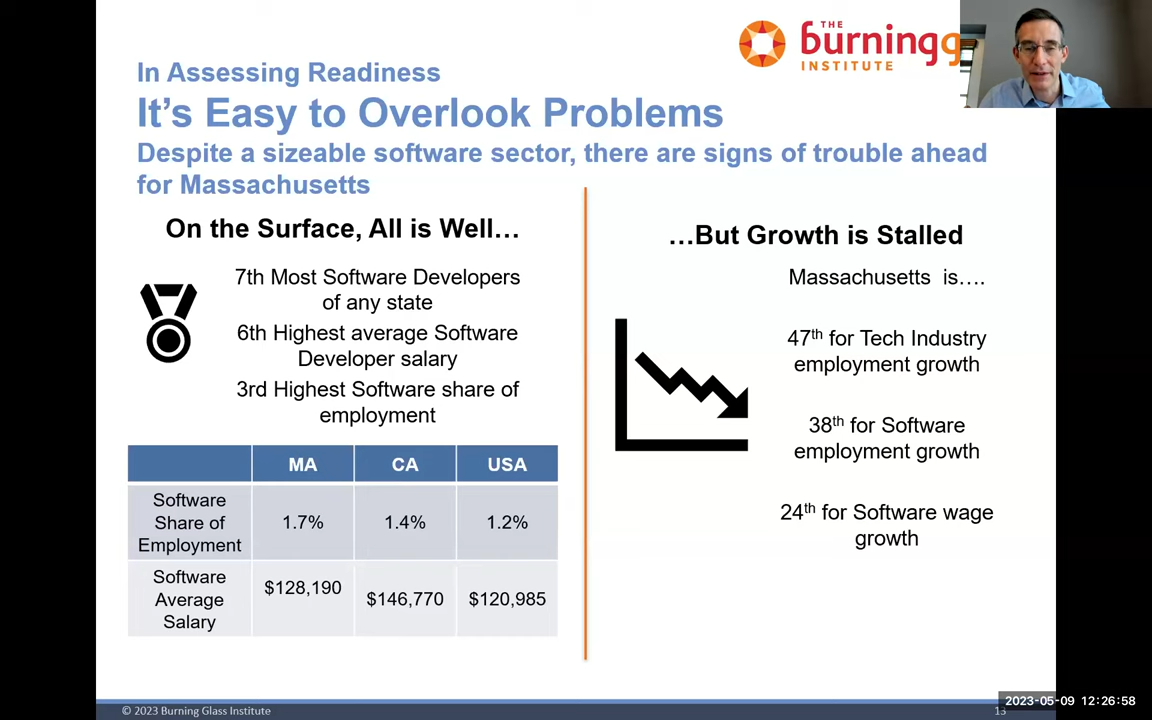 THE
burningg
INSTITUTE
In Assessing Readiness
It's Easy to Overlook Problems
Despite a sizeable software sector, there are signs of trouble ahead
for Massachusetts
On the Surface, All is Well…
7th Most Software Developers
of any state
6th Highest average Software
Developer salary
3rd Highest Software share of
employment
MA CA USA
Software
Share of
Employment
1.7% 1.4% 1.2%
Software
Average
Salary
$128,190 $146,770 $120,985
…But Growth is Stalled
Massachusetts is….
47th for Tech Industry
employment growth
38th for Software
employment growth
24th for Software wage
growth
© 2023 Burning Glass Institute
2023-05-09 12:26:58
13